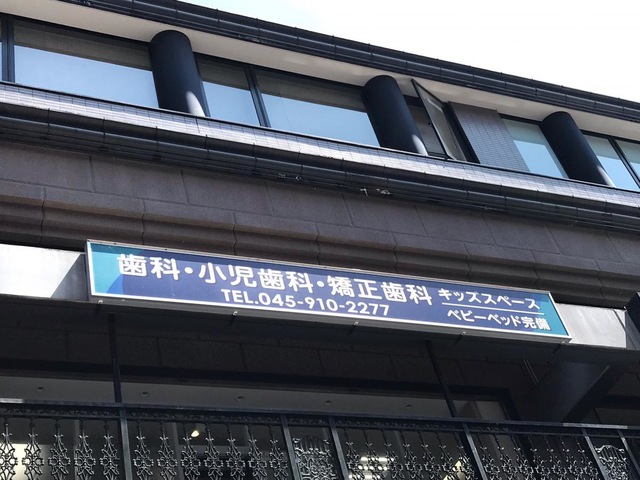 歯科・小児歯科・矯正歯科
TEL.045-910-2277
キッズスペース
ベビーベッド完備